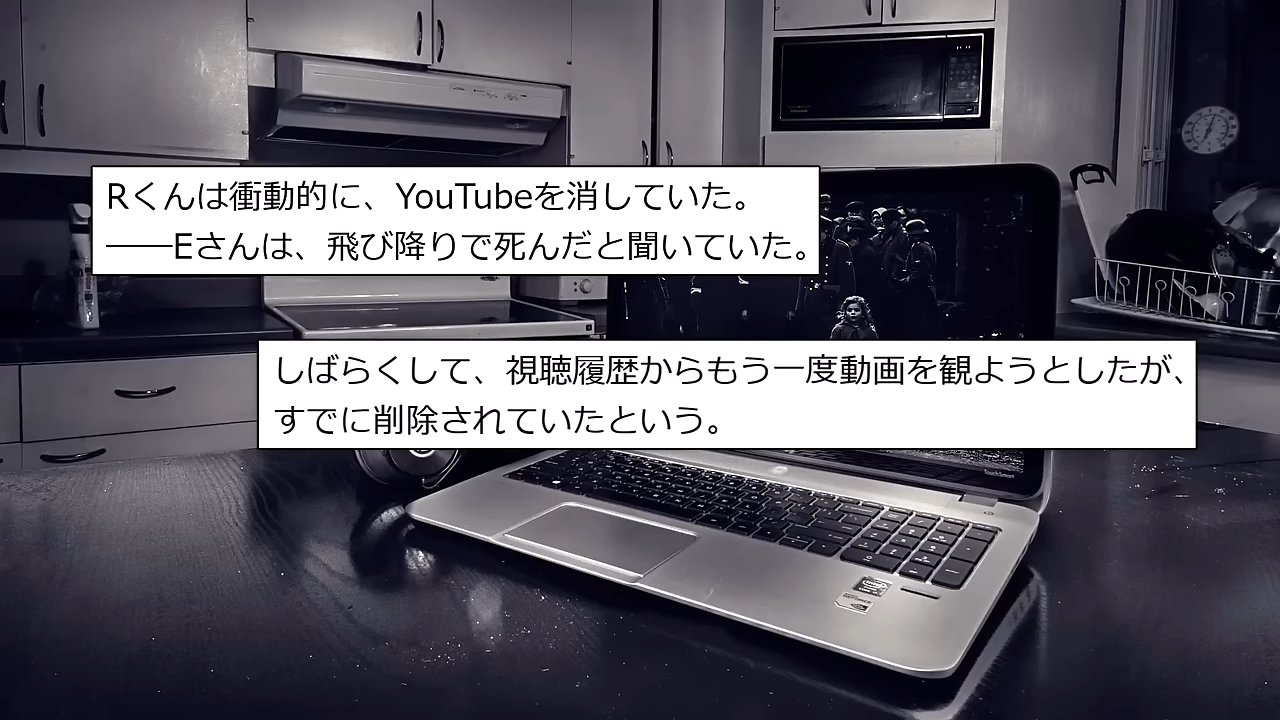 Rくんは衝動的に、YouTubeを消していた。
――Eさんは、飛び降りで死んだと聞いていた。
しばらくして、視聴履歴からもう一度動画を観ようとしたが、
すでに削除されていたという。
TouchSmart